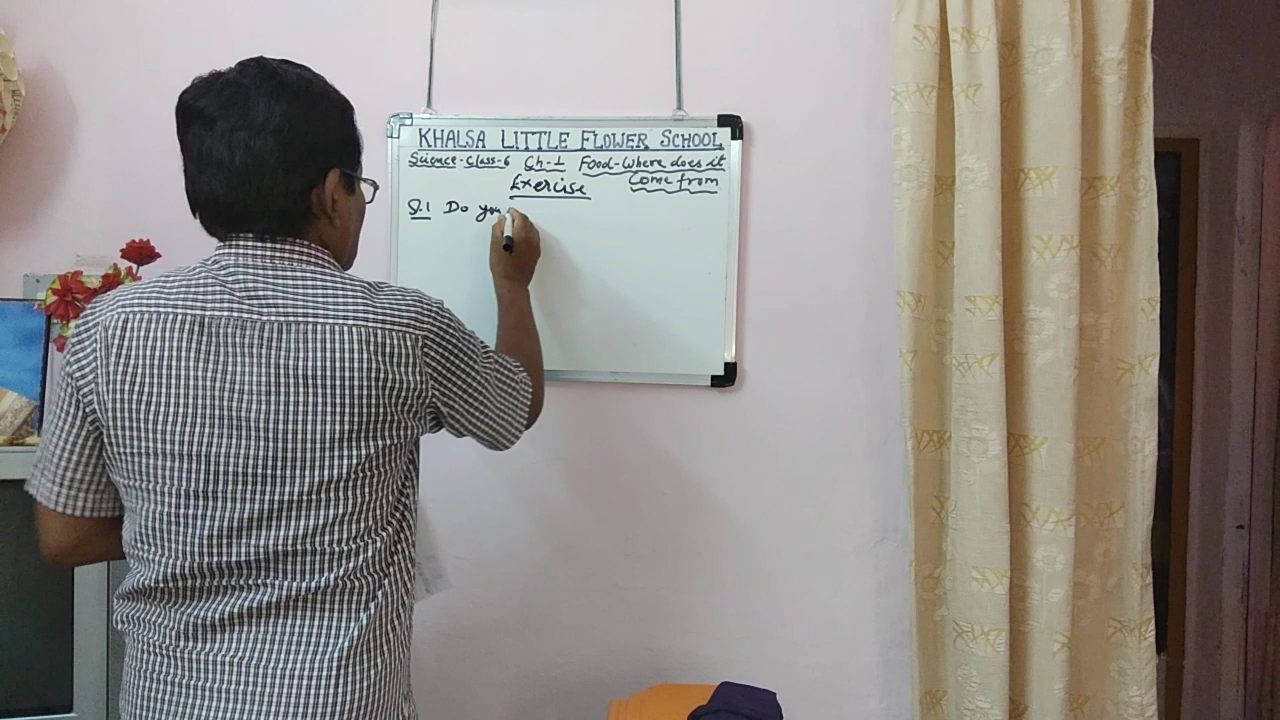 KHALSA LITTLE FLOWER SCHOOL
Science-Class-6 Ch-1 Food-Where does it
Come from
Exercise
Q.1 Do you